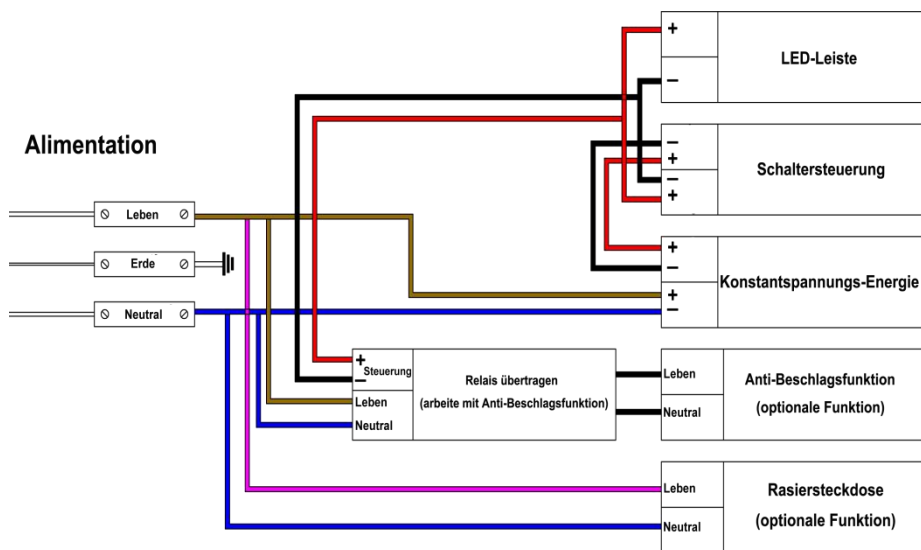 Alimentation
Leben
Erde
Neutral
+
−
LED-Leiste
−
+
−
+
Schaltersteuerung
+
−
+
−
Konstantspannungs-Energie
+
−
Steuerung
Leben
Neutral
Relais übertragen
(arbeite mit Anti-Beschlagsfunktion)
Leben
Neutral
Anti-Beschlagsfunktion
(optionale Funktion)
Leben
Neutral
Rasiersteckdose
(optionale Funktion)